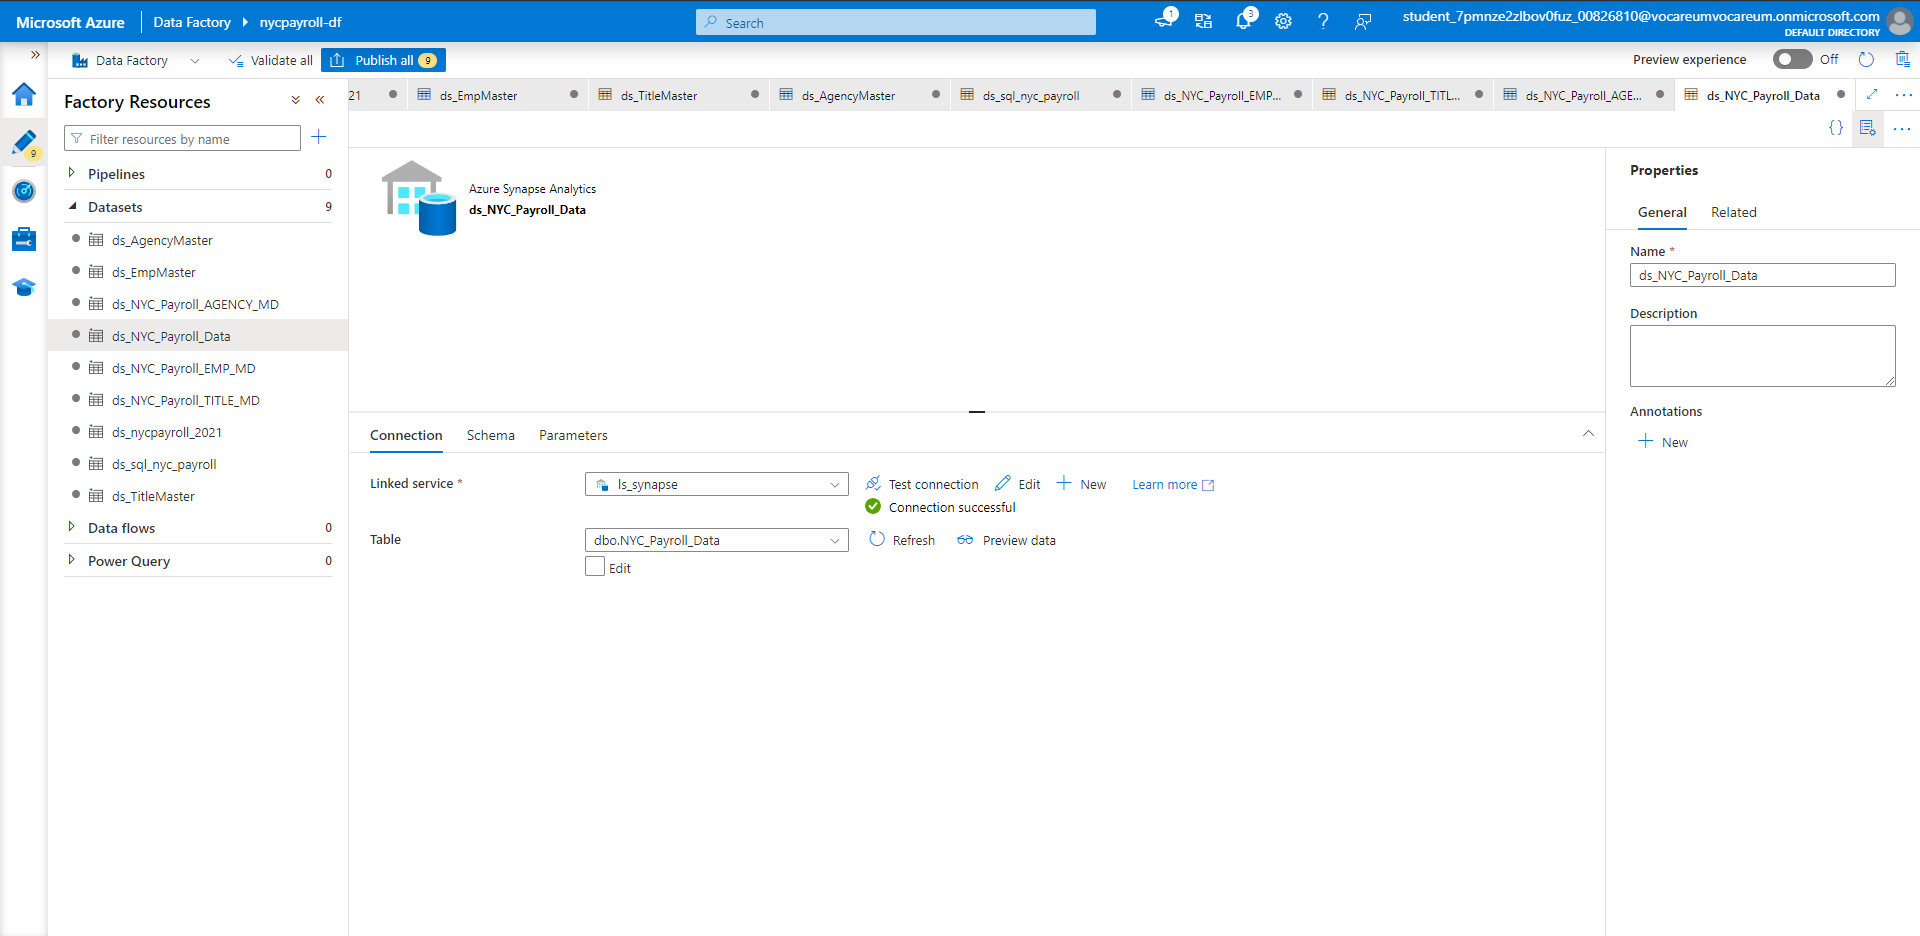 Microsoft Azure Data Factory nycpayroll-df
Search
1
3
student_7pmnze2zlbov0fuz_00826810@vocareumvocareum.onmicrosoft.com
DEFAULT DIRECTORY
Data Factory Validate all Publish all 9
Preview experience Off
9
Factory Resources
Filter resources by name
Pipelines 0
Datasets 9
ds_AgencyMaster
ds_EmpMaster
ds_NYC_Payroll_AGENCY_MD
ds_NYC_Payroll_Data
ds_NYC_Payroll_EMP_MD
ds_NYC_Payroll_TITLE_MD
ds_nycpayroll_2021
ds_sql_nyc_payroll
ds_TitleMaster
Data flows 0
Power Query 0
21 ds_EmpMaster ds_TitleMaster ds_AgencyMaster ds_sql_nyc_payroll ds_NYC_Payroll_EMP... ds_NYC_Payroll_TITL... ds_NYC_Payroll_AGE... ds_NYC_Payroll_Data
Azure Synapse Analytics
ds_NYC_Payroll_Data
Connection Schema Parameters
Linked service * ls_synapse Test connection Edit New Learn more
Connection successful
Table dbo.NYC_Payroll_Data Refresh Preview data
Edit
Properties
General Related
Name *
ds_NYC_Payroll_Data
Description
Annotations
New